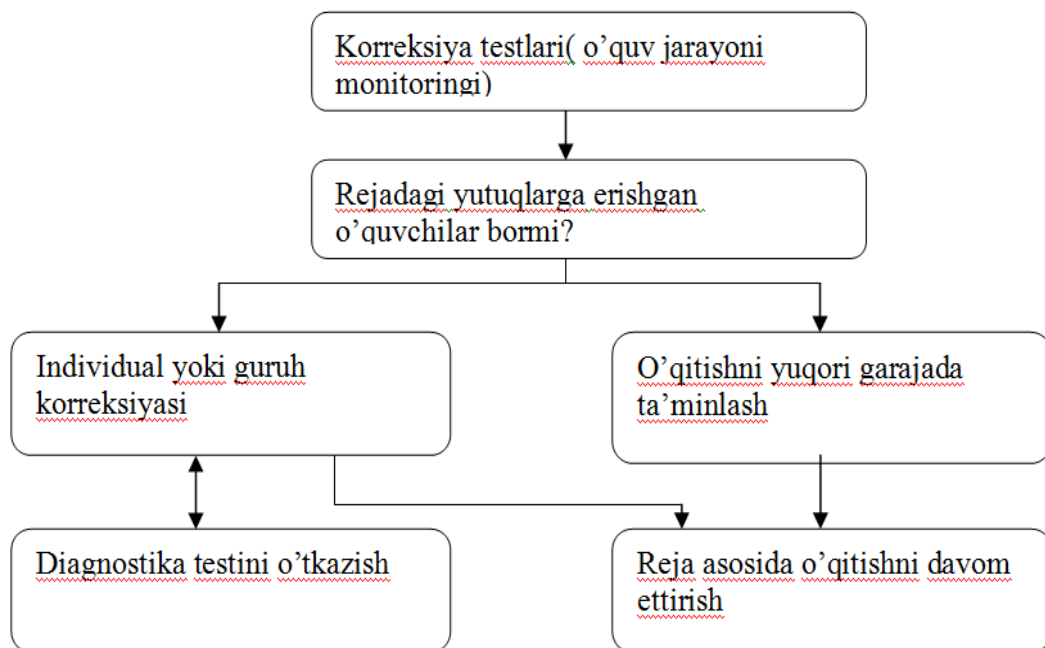 Korreksiya testlari( o’quv jarayoni
monitoringi)
Rejadagi yutuqlarga erishgan
o’quvchilar bormi?
Individual yoki guruh
korreksiyasi
O’qitishni yuqori garajada
ta’minlash
Diagnostika testini o’tkazish
Reja asosida o’qitishni davom
ettirish